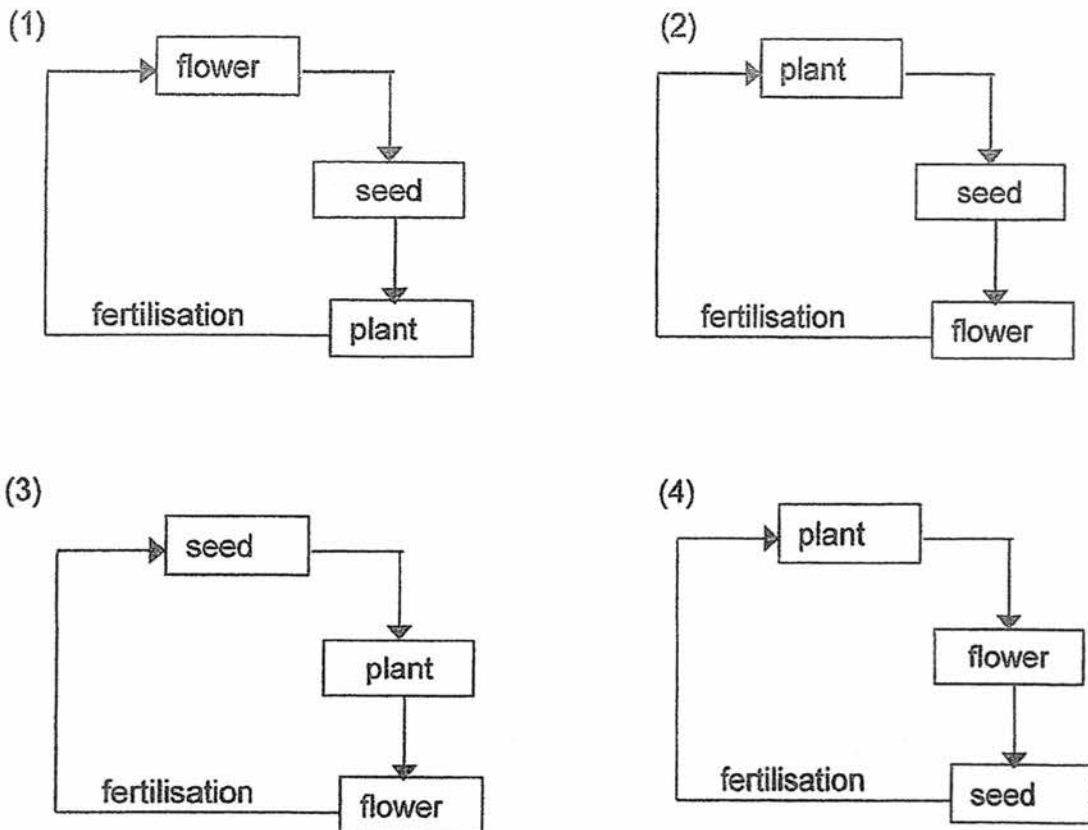 (1)
flower
seed
fertilisation
plant
(2)
plant
seed
fertilisation
flower
(3)
seed
plant
fertilisation
flower
(4)
plant
flower
fertilisation
seed